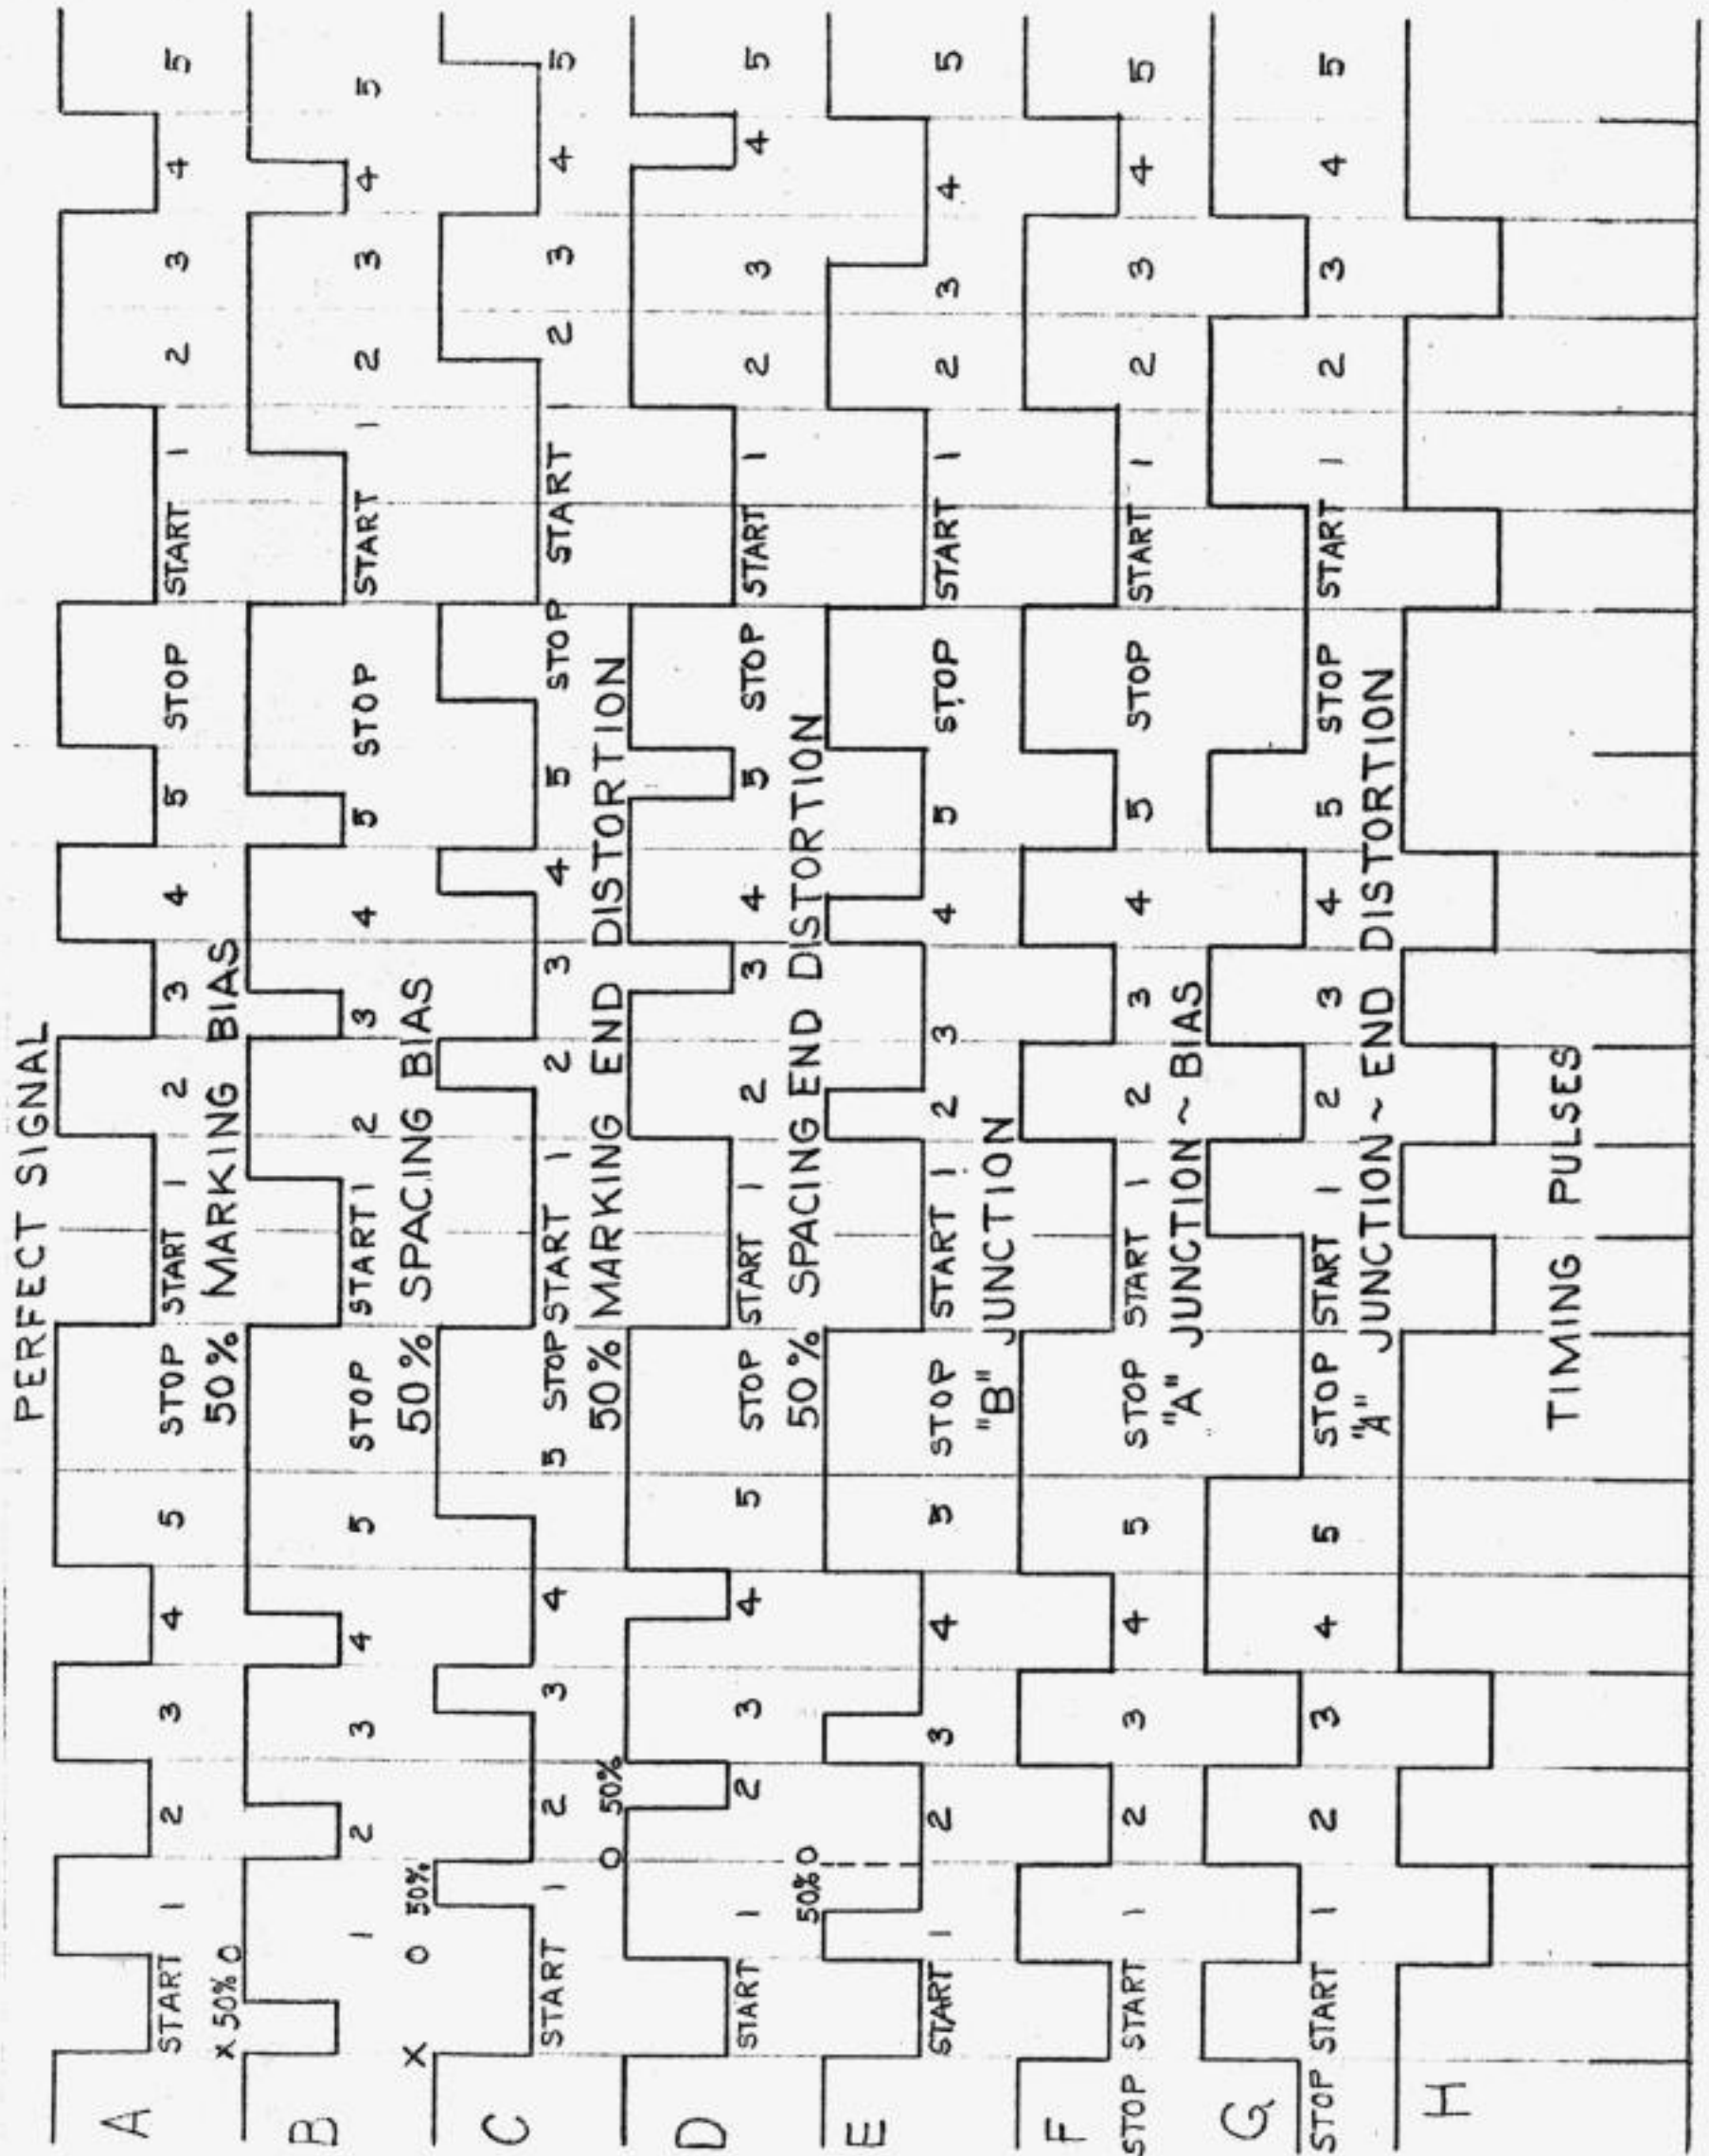 PERFECT SIGNAL
A
START 1 2 3 4 5 STOP START 1 2 3 4 5 STOP START 1 2 3 4 5
X 50% O 50% MARKING BIAS
B
1 2 3 4 5 STOP START 1 2 3 4 5 STOP START 1 2 3 4 5
X O 50% 50% SPACING BIAS
C
START 1 2 3 4 5 STOP START 1 2 3 4 5 STOP START 2 3 4 5
O 50% 50% MARKING END DISTORTION
D
START 1 2 3 4 5 STOP START 1 2 3 4 5 STOP START 1 2 3 4 5
50% O 50% SPACING END DISTORTION
E
START 1 2 3 4 5 STOP START 1 2 3 4 5 STOP START 1 2 3 4 5
"B" JUNCTION
F
STOP START 1 2 3 4 5 STOP START 1 2 3 4 5 STOP START 1 2 3 4 5
"A" JUNCTION ~ BIAS
G
STOP START 1 2 3 4 5 STOP START 1 2 3 4 5 STOP START 1 2 3 4 5
"A" JUNCTION ~ END DISTORTION
H
TIMING PULSES